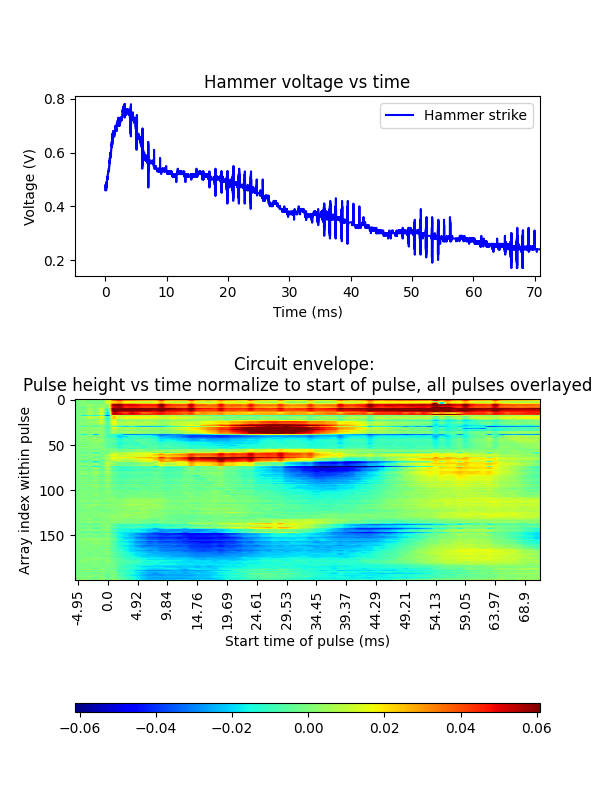 Hammer voltage vs time
0.8
0.6
0.4
0.2
Voltage (V)
Hammer strike
0 10 20 30 40 50 60 70
Time (ms)
Circuit envelope:
Pulse height vs time normalize to start of pulse, all pulses overlayed
0
50
100
150
Array index within pulse
-4.95 0.0 4.92 9.84 14.76 19.69 24.61 29.53 34.45 39.37 44.29 49.21 54.13 59.05 63.97 68.9
Start time of pulse (ms)
−0.06 −0.04 −0.02 0.00 0.02 0.04 0.06